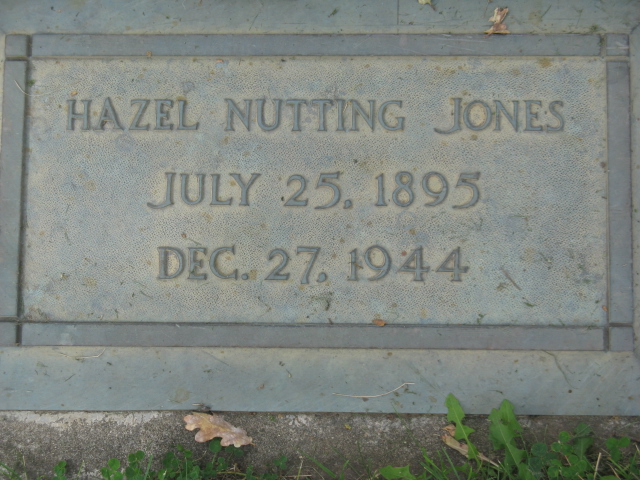 HAZEL NUTTING JONES
JULY 25, 1895
DEC. 27, 1944